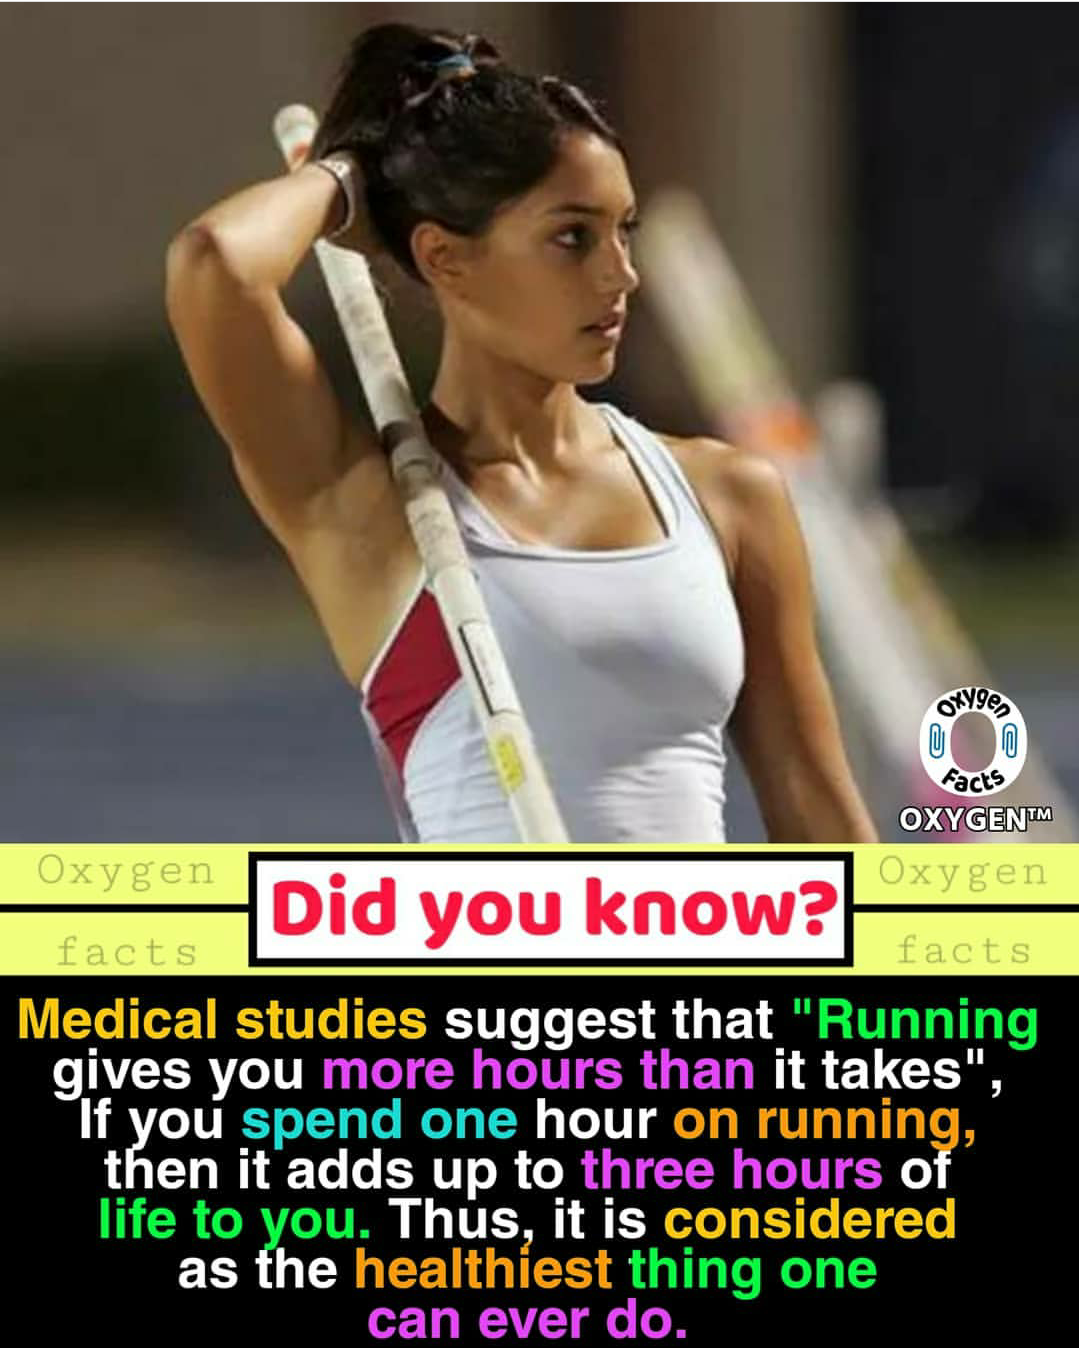 Oxygen
Facts
OXYGEN™
Oxygen
facts
Did you know?
Oxygen
facts
Medical studies suggest that "Running
gives you more hours than it takes",
If you spend one hour on running,
then it adds up to three hours of
life to you. Thus, it is considered
as the healthiest thing one
can ever do.